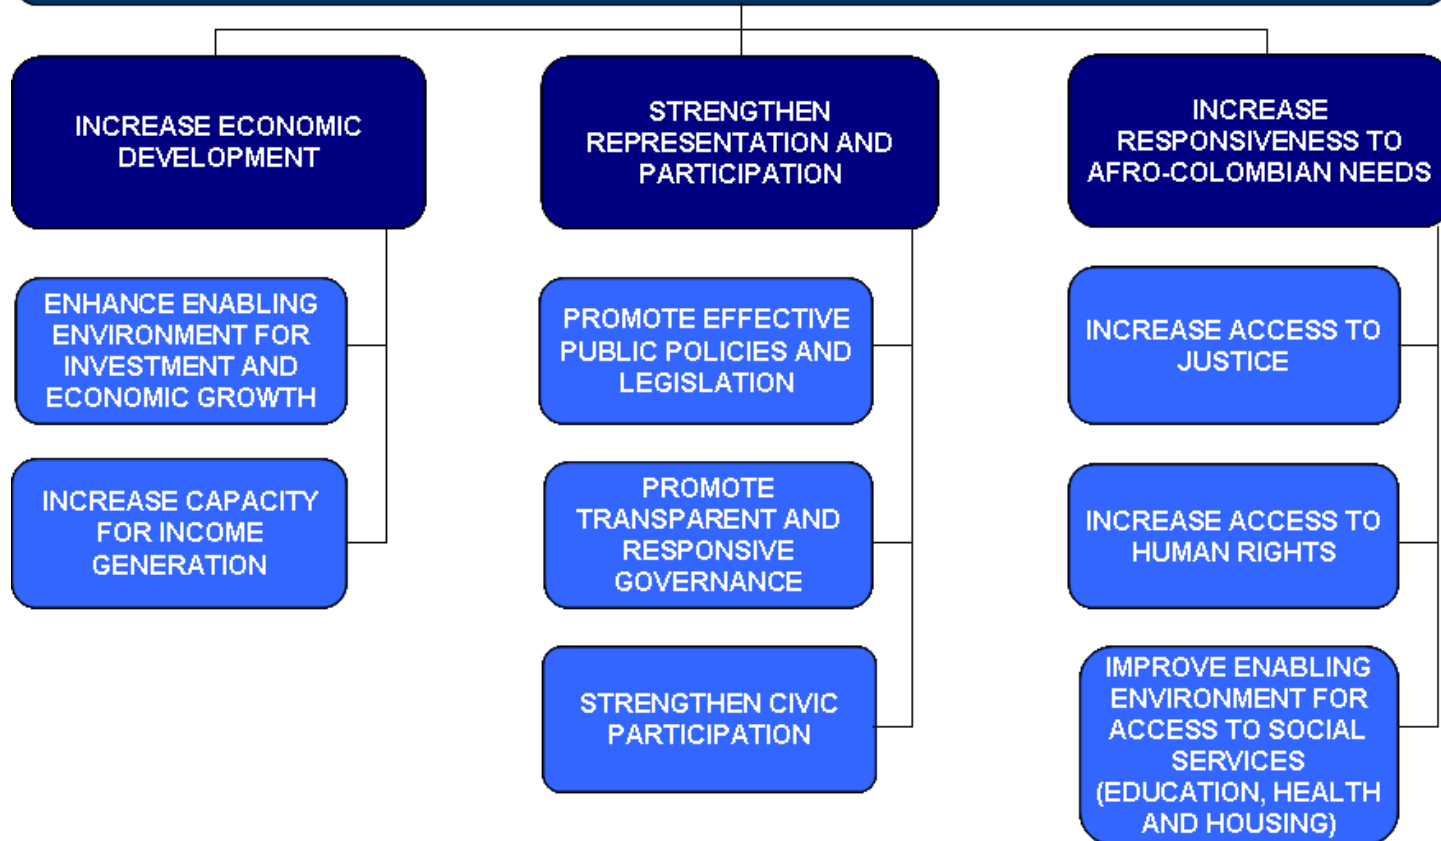 INCREASE ECONOMIC
DEVELOPMENT
STRENGTHEN
REPRESENTATION AND
PARTICIPATION
INCREASE
RESPONSIVENESS TO
AFRO-COLOMBIAN NEEDS
ENHANCE ENABLING
ENVIRONMENT FOR
INVESTMENT AND
ECONOMIC GROWTH
INCREASE CAPACITY
FOR INCOME
GENERATION
PROMOTE EFFECTIVE
PUBLIC POLICIES AND
LEGISLATION
PROMOTE
TRANSPARENT AND
RESPONSIVE
GOVERNANCE
STRENGTHEN CIVIC
PARTICIPATION
INCREASE ACCESS TO
JUSTICE
INCREASE ACCESS TO
HUMAN RIGHTS
IMPROVE ENABLING
ENVIRONMENT FOR
ACCESS TO SOCIAL
SERVICES
(EDUCATION, HEALTH
AND HOUSING)